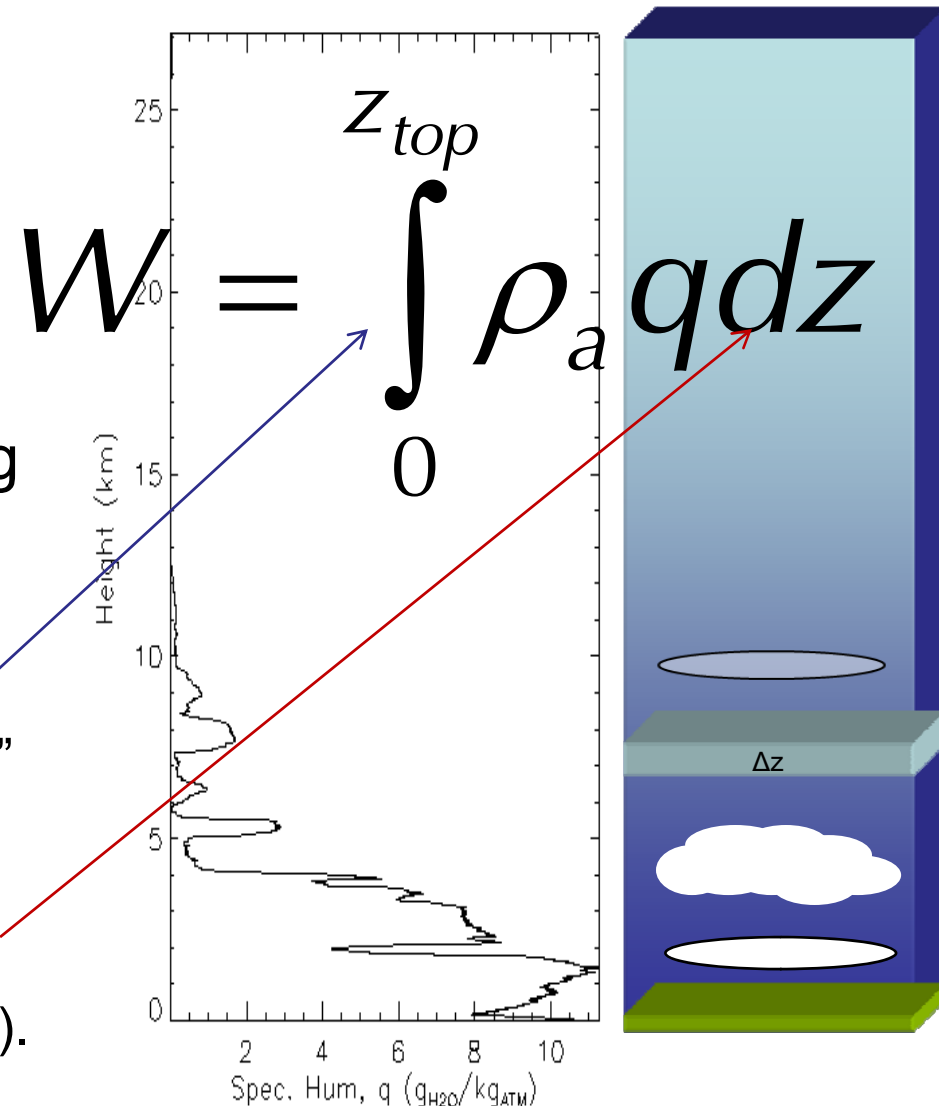 25
z_top
W = ∫ ρ_a qdz
20
0
g
15
Height (km)
10
”
Δz
5
0
).
2 4 6 8 10
Spec. Hum, q (g_H2O/kg_ATM)